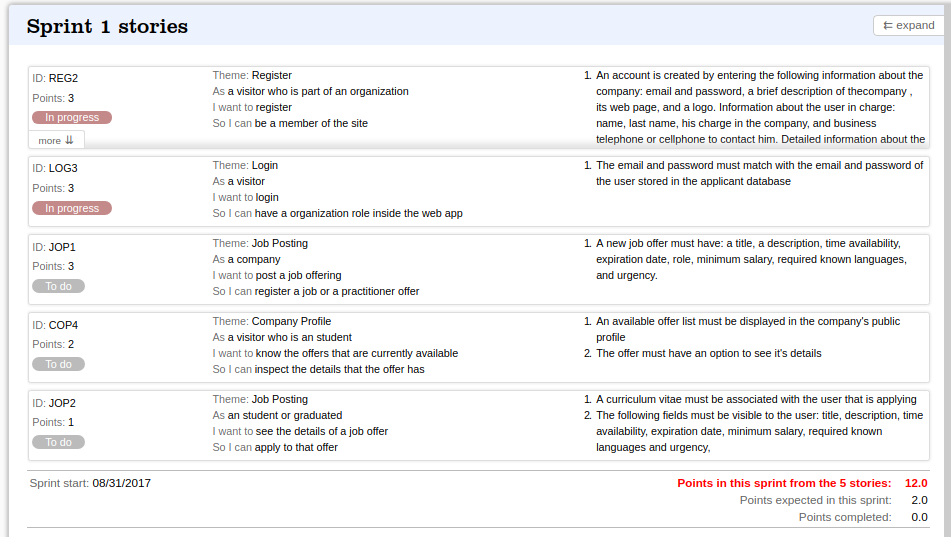 Sprint 1 stories
⇇ expand
ID: REG2
Points: 3
In progress
more ⇊
Theme: Register
As a visitor who is part of an organization
I want to register
So I can be a member of the site
1. An account is created by entering the following information about the
company: email and password, a brief description of thecompany ,
its web page, and a logo. Information about the user in charge:
name, last name, his charge in the company, and business
telephone or cellphone to contact him. Detailed information about the
ID: LOG3
Points: 3
In progress
Theme: Login
As a visitor
I want to login
So I can have a organization role inside the web app
1. The email and password must match with the email and password of
the user stored in the applicant database
ID: JOP1
Points: 3
To do
Theme: Job Posting
As a company
I want to post a job offering
So I can register a job or a practitioner offer
1. A new job offer must have: a title, a description, time availability,
expiration date, role, minimum salary, required known languages,
and urgency.
ID: COP4
Points: 2
To do
Theme: Company Profile
As a visitor who is an student
I want to know the offers that are currently available
So I can inspect the details that the offer has
1. An available offer list must be displayed in the company's public
profile
2. The offer must have an option to see it's details
ID: JOP2
Points: 1
To do
Theme: Job Posting
As an student or graduated
I want to see the details of a job offer
So I can apply to that offer
1. A curriculum vitae must be associated with the user that is applying
2. The following fields must be visible to the user: title, description, time
availability, expiration date, minimum salary, required known
languages and urgency,
Sprint start: 08/31/2017
Points in this sprint from the 5 stories: 12.0
Points expected in this sprint: 2.0
Points completed: 0.0